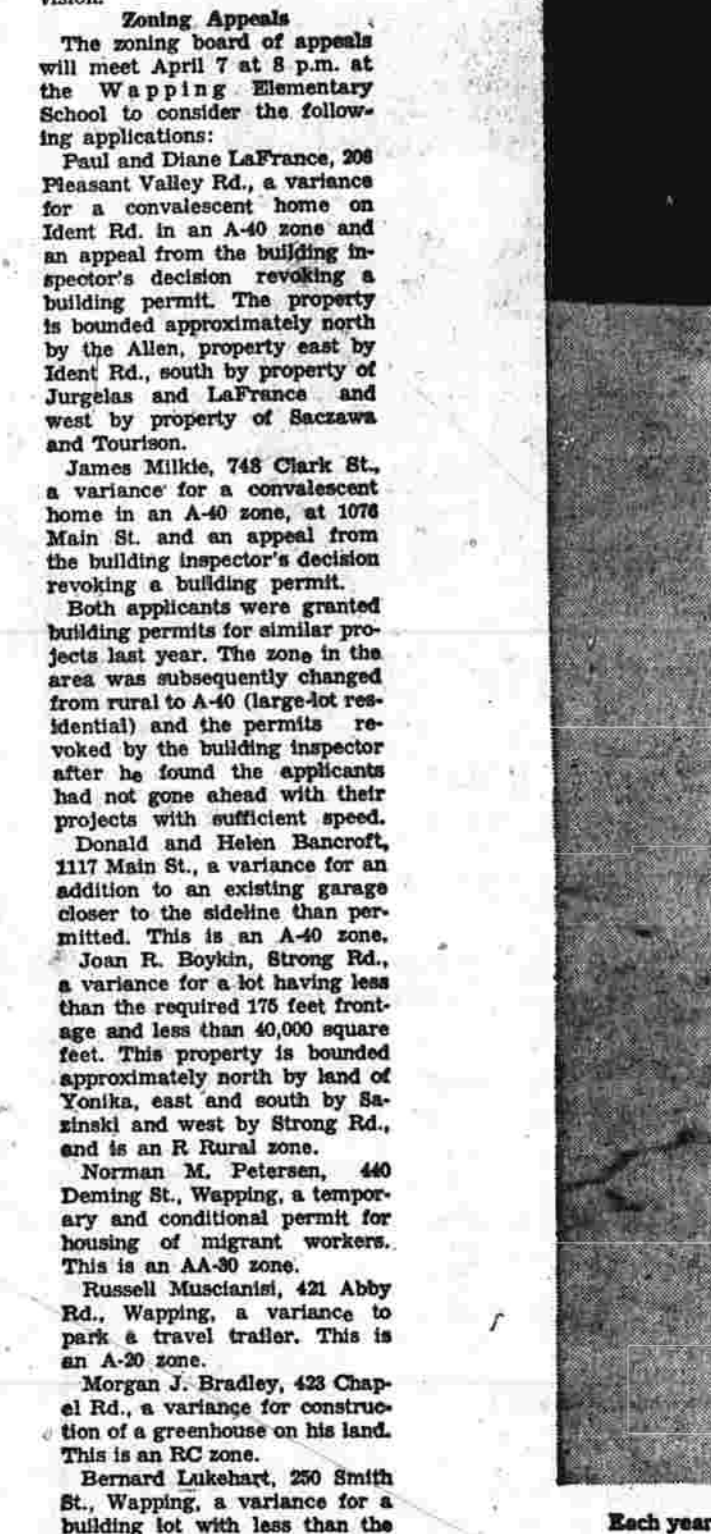 vision.
Zoning Appeals
The zoning board of appeals
will meet April 7 at 8 p.m. at
the Wapping Elementary
School to consider the follow-
ing applications:
Paul and Diane LaFrance, 208
Pleasant Valley Rd., a variance
for a convalescent home on
Ident Rd. in an A-40 zone and
an appeal from the building in-
spector's decision revoking a
building permit. The property
is bounded approximately north
by the Allen, property east by
Ident Rd., south by property of
Jurgelas and LaFrance and
west by property of Saczawa
and Tourison.
James Milkie, 748 Clark St.,
a variance for a convalescent
home in an A-40 zone, at 1076
Main St. and an appeal from
the building inspector's decision
revoking a building permit.
Both applicants were granted
building permits for similar pro-
jects last year. The zone in the
area was subsequently changed
from rural to A-40 (large-lot res-
idential) and the permits re-
voked by the building inspector
after he found the applicants
had not gone ahead with their
projects with sufficient speed.
Donald and Helen Bancroft,
1117 Main St., a variance for an
addition to an existing garage
closer to the sideline than per-
mitted. This is an A-40 zone.
Joan R. Boykin, Strong Rd.,
a variance for a lot having less
than the required 175 feet front-
age and less than 40,000 square
feet. This property is bounded
approximately north by land of
Yonika, east and south by Sa-
zinski and west by Strong Rd.,
and is an R Rural zone.
Norman M. Petersen, 440
Deming St., Wapping, a tempor-
ary and conditional permit for
housing of migrant workers.
This is an AA-30 zone.
Russell Muscianisi, 421 Abby
Rd., Wapping, a variance to
park a travel trailer. This is
an A-20 zone.
Morgan J. Bradley, 423 Chap-
el Rd., a variance for construc-
tion of a greenhouse on his land.
This is an RC zone.
Bernard Lukehart, 250 Smith
St., Wapping, a variance for a
building lot with less than the
Each year